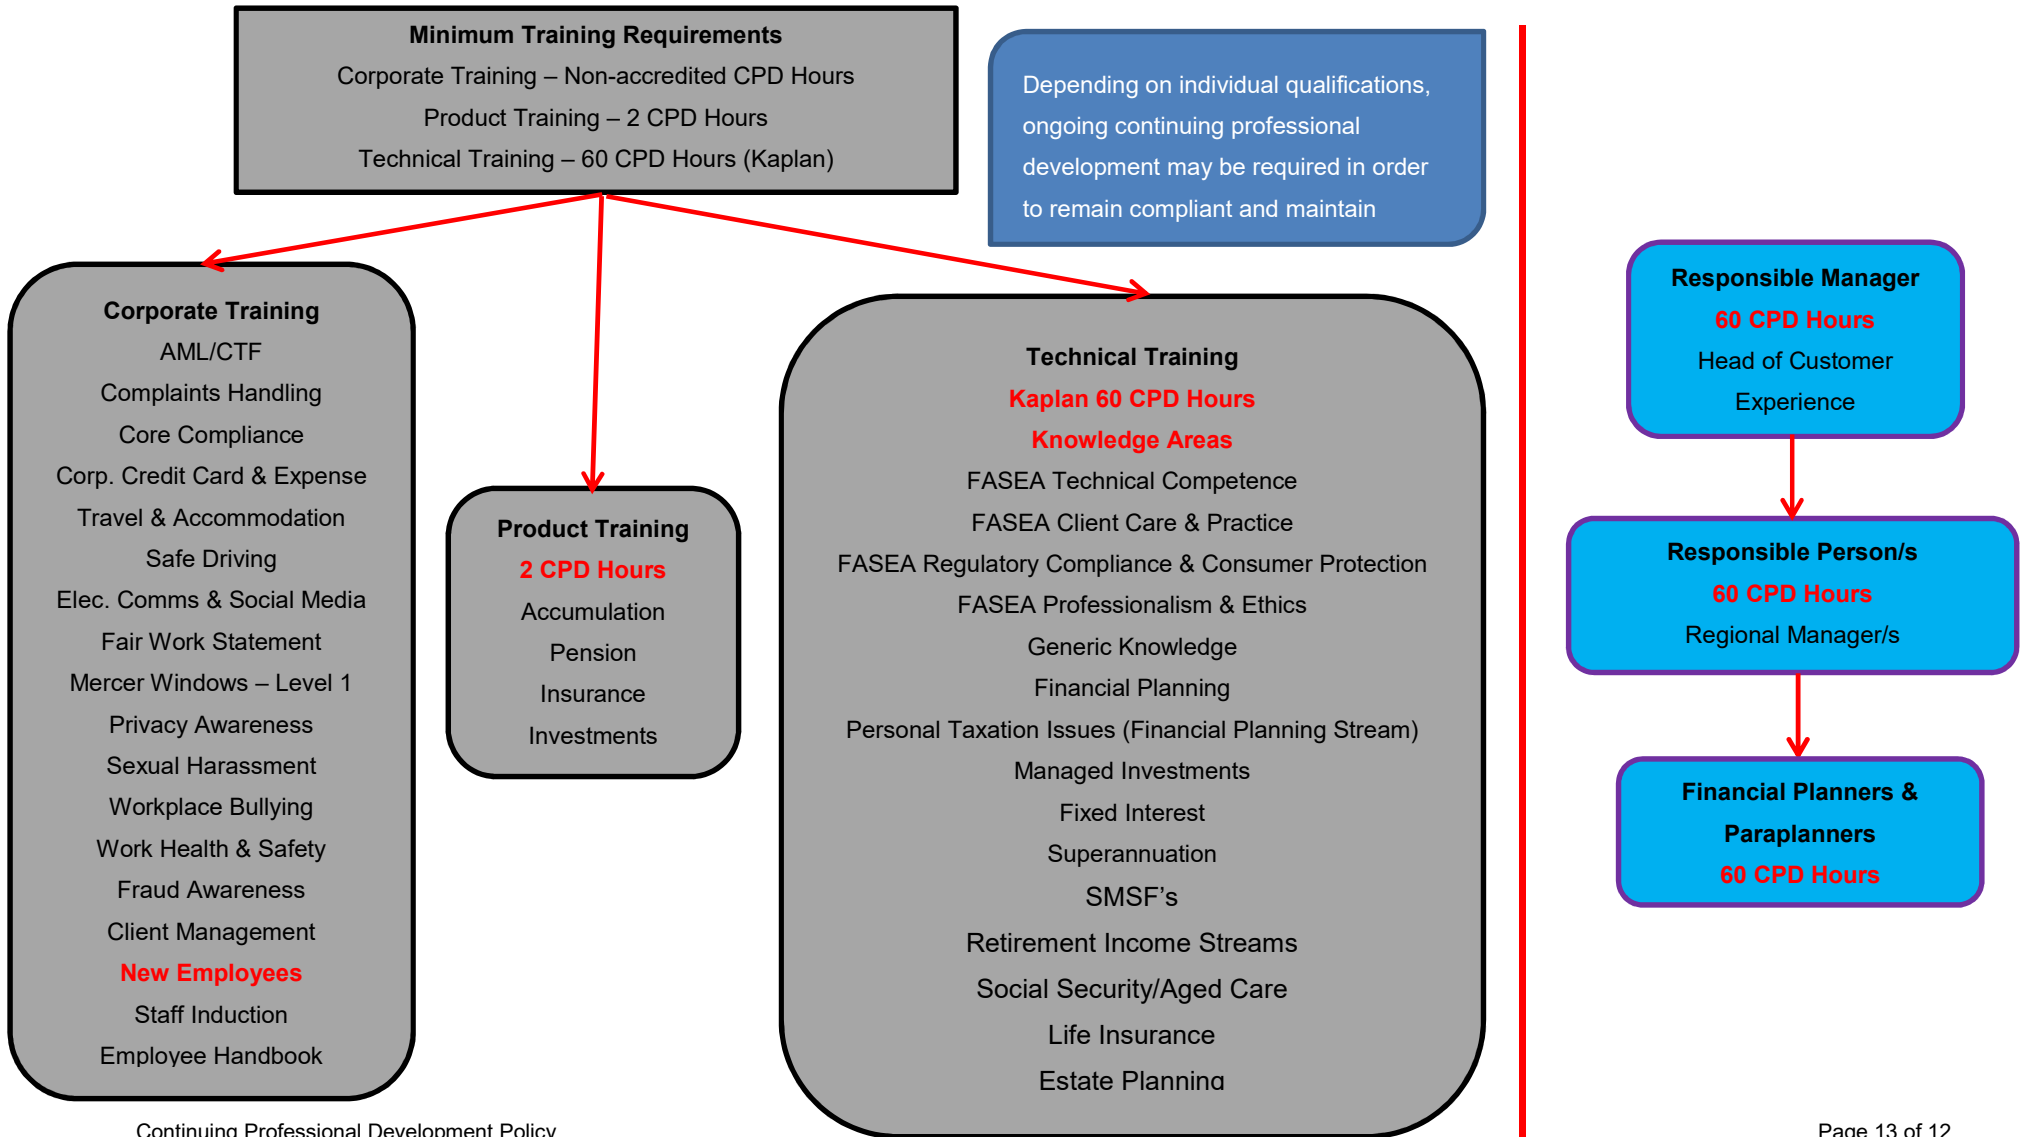 Minimum Training Requirements
Corporate Training – Non-accredited CPD Hours
Product Training – 2 CPD Hours
Technical Training – 60 CPD Hours (Kaplan)
Depending on individual qualifications,
ongoing continuing professional
development may be required in order
to remain compliant and maintain
Corporate Training
AML/CTF
Complaints Handling
Core Compliance
Corp. Credit Card & Expense
Travel & Accommodation
Safe Driving
Elec. Comms & Social Media
Fair Work Statement
Mercer Windows – Level 1
Privacy Awareness
Sexual Harassment
Workplace Bullying
Work Health & Safety
Fraud Awareness
Client Management
New Employees
Staff Induction
Employee Handbook
Product Training
2 CPD Hours
Accumulation
Pension
Insurance
Investments
Technical Training
Kaplan 60 CPD Hours
Knowledge Areas
FASEA Technical Competence
FASEA Client Care & Practice
FASEA Regulatory Compliance & Consumer Protection
FASEA Professionalism & Ethics
Generic Knowledge
Financial Planning
Personal Taxation Issues (Financial Planning Stream)
Managed Investments
Fixed Interest
Superannuation
SMSF’s
Retirement Income Streams
Social Security/Aged Care
Life Insurance
Estate Planning
Responsible Manager
60 CPD Hours
Head of Customer
Experience
Responsible Person/s
60 CPD Hours
Regional Manager/s
Financial Planners &
Paraplanners
60 CPD Hours
Continuing Professional Development Policy
Page 13 of 12